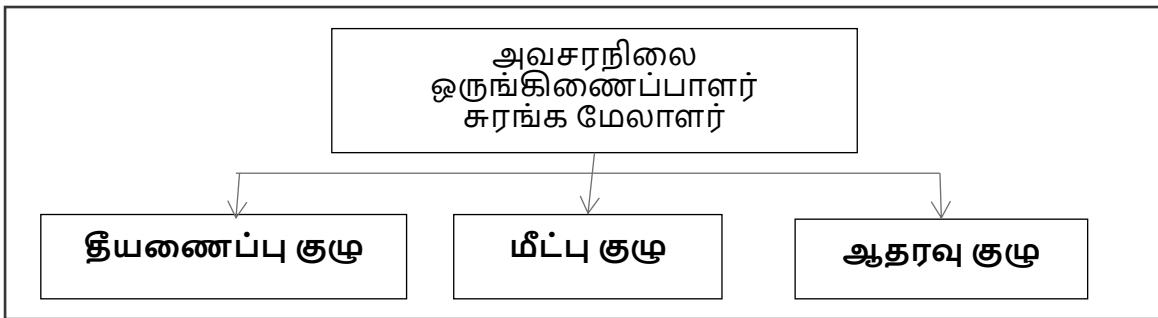 அவசரநிலை
ஒருங்கிணைப்பாளர்
சுரங்க மேலாளர்
தீயணைப்பு குழு
மீட்பு குழு
ஆதரவு குழு